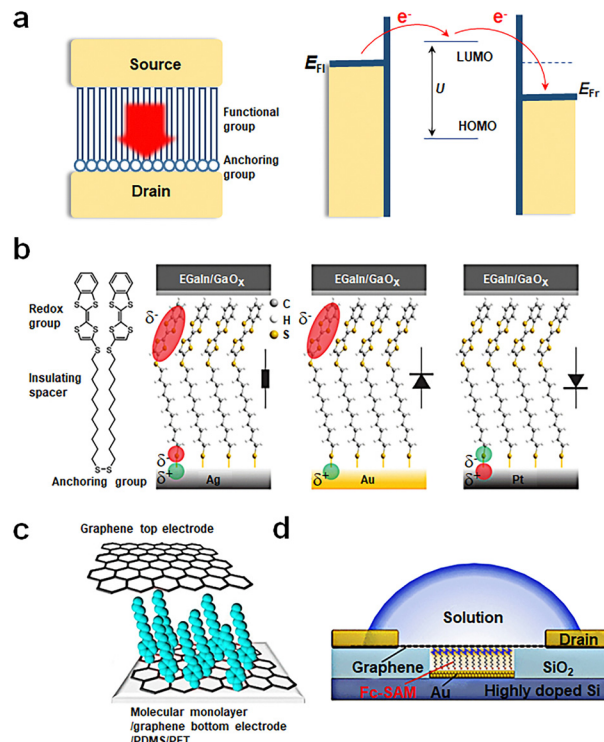 a
Source
Functional
group
Anchoring
group
Drain
e-
e-
EFl
LUMO
U
HOMO
EFr
b
Redox
group
Insulating
spacer
Anchoring group
S
S
S
S
S
S
S
S
S
S
S–S
EGaIn/GaOx
δ-
C
H
S
δ-
δ+
Ag
EGaIn/GaOx
δ-
δ+
Au
EGaIn/GaOx
δ-
δ+
Pt
c
Graphene top electrode
Molecular monolayer
/graphene bottom electrode
/PDMS/PET
d
Solution
Drain
Graphene
SiO2
Fc-SAM
Au
Highly doped Si